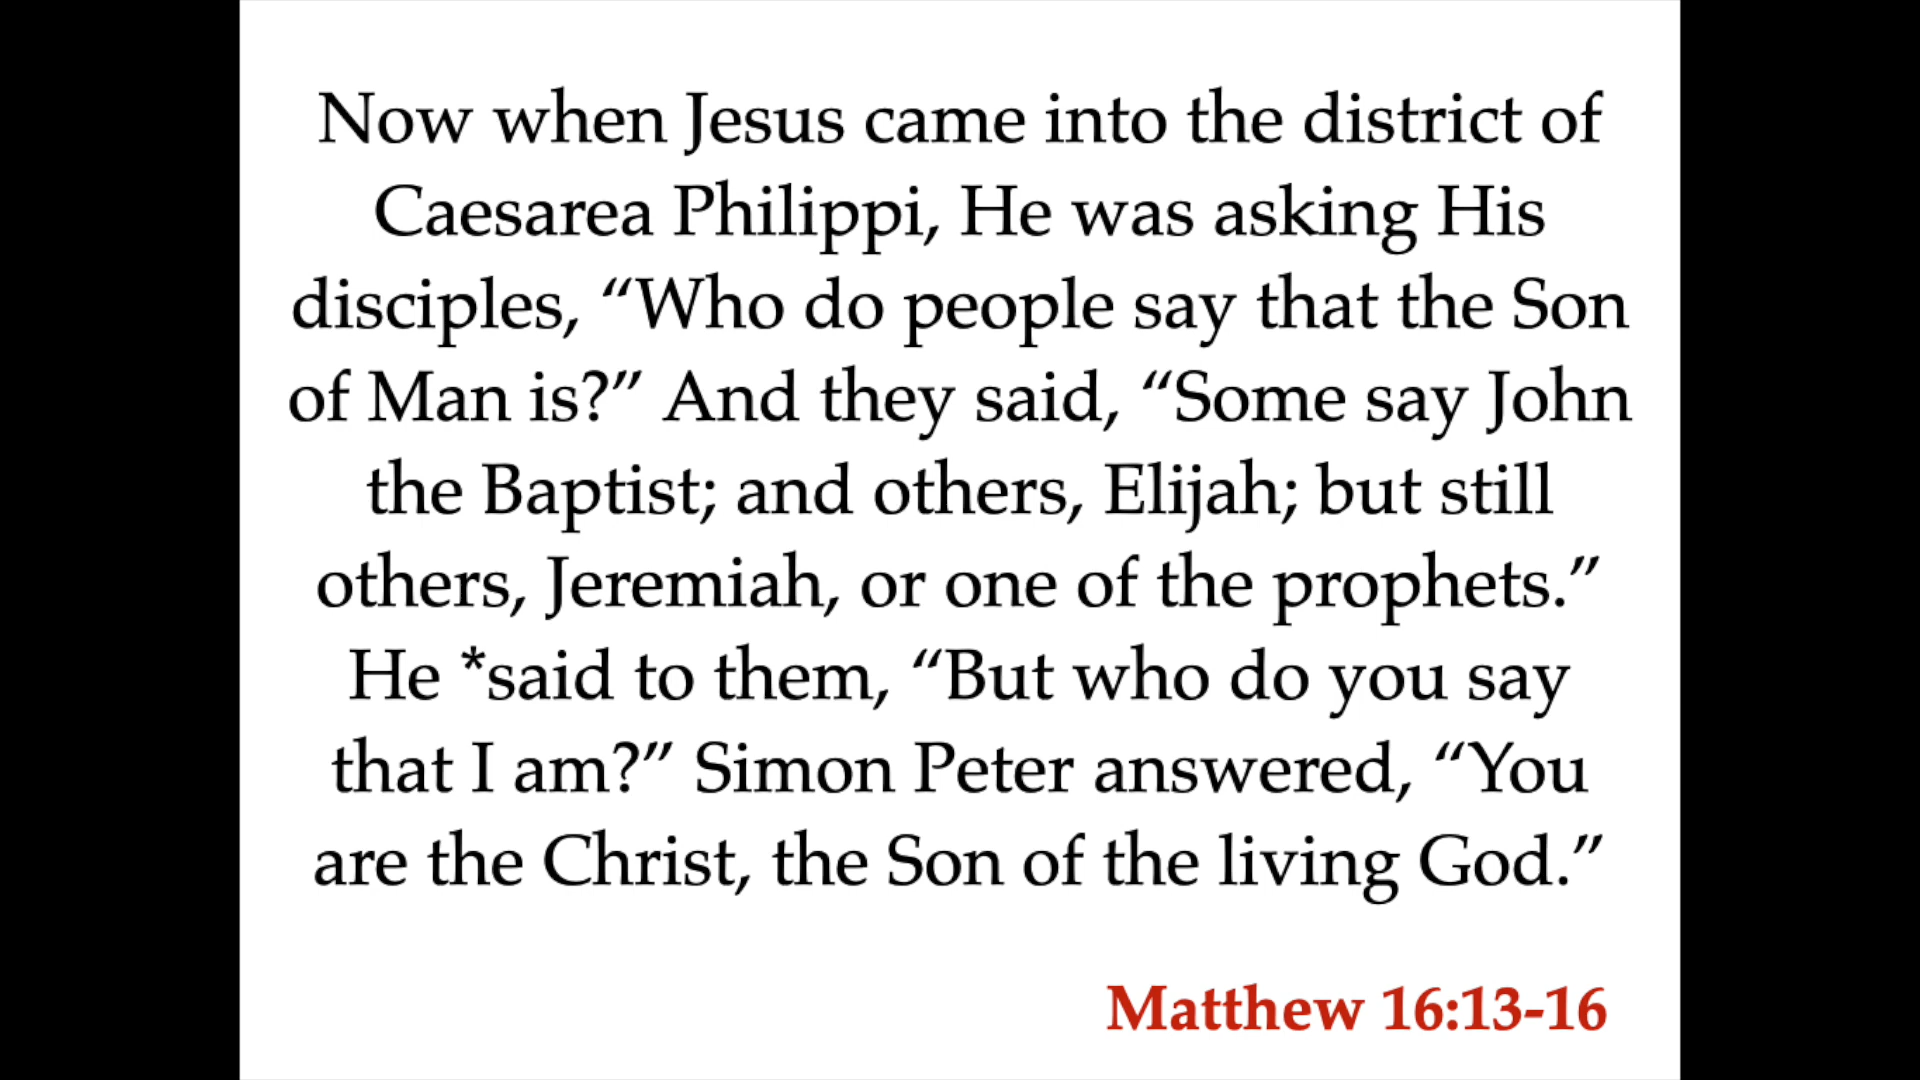 Now when Jesus came into the district of
Caesarea Philippi, He was asking His
disciples, “Who do people say that the Son
of Man is?” And they said, “Some say John
the Baptist; and others, Elijah; but still
others, Jeremiah, or one of the prophets.”
He *said to them, “But who do you say
that I am?” Simon Peter answered, “You
are the Christ, the Son of the living God.”
Matthew 16:13-16